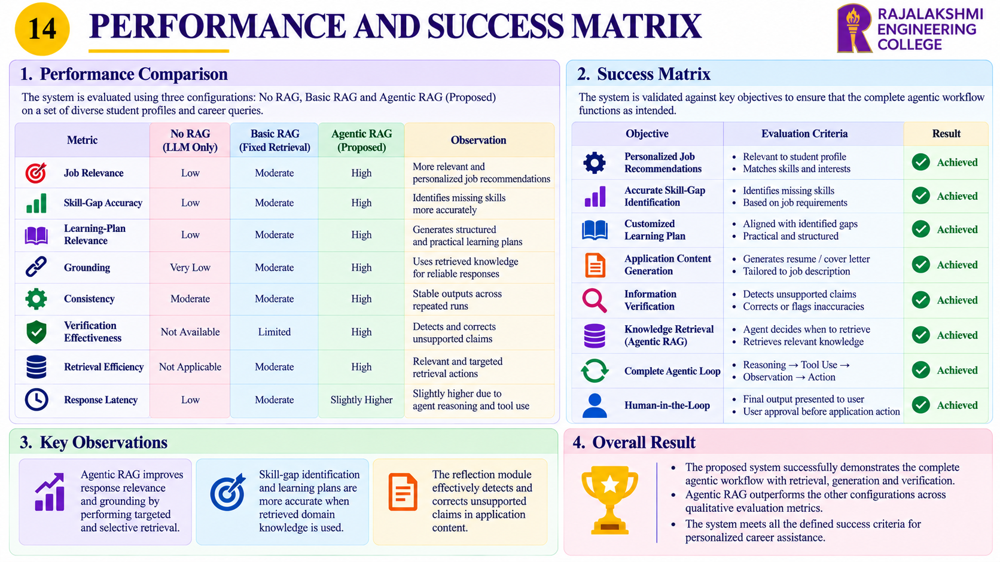 14
PERFORMANCE AND SUCCESS MATRIX
RAJALAKSHMI
ENGINEERING
COLLEGE
1. Performance Comparison
The system is evaluated using three configurations: No RAG, Basic RAG and Agentic RAG (Proposed)
on a set of diverse student profiles and career queries.
Metric
No RAG
(LLM Only)
Basic RAG
(Fixed Retrieval)
Agentic RAG
(Proposed)
Observation
Job Relevance
Low
Moderate
High
More relevant and
personalized job recommendations
Skill-Gap Accuracy
Low
Moderate
High
Identifies missing skills
more accurately
Learning-Plan
Relevance
Low
Moderate
High
Generates structured
and practical learning plans
Grounding
Very Low
Moderate
High
Uses retrieved knowledge
for reliable responses
Consistency
Moderate
Moderate
High
Stable outputs across
repeated runs
Verification
Effectiveness
Not Available
Limited
High
Detects and corrects
unsupported claims
Retrieval Efficiency
Not Applicable
Moderate
High
Relevant and targeted
retrieval actions
Response Latency
Low
Moderate
Slightly Higher
Slightly higher due to
agent reasoning and tool use
2. Success Matrix
The system is validated against key objectives to ensure that the complete agentic workflow
functions as intended.
Objective
Evaluation Criteria
Result
Personalized Job
Recommendations
• Relevant to student profile
• Matches skills and interests
Achieved
Accurate Skill-Gap
Identification
• Identifies missing skills
• Based on job requirements
Achieved
Customized
Learning Plan
• Aligned with identified gaps
• Practical and structured
Achieved
Application Content
Generation
• Generates resume / cover letter
• Tailored to job description
Achieved
Information
Verification
• Detects unsupported claims
• Corrects or flags inaccuracies
Achieved
Knowledge Retrieval
(Agentic RAG)
• Agent decides when to retrieve
• Retrieves relevant knowledge
Achieved
Complete Agentic Loop
• Reasoning → Tool Use →
• Observation → Action
Achieved
Human-in-the-Loop
• Final output presented to user
• User approval before application action
Achieved
3. Key Observations
Agentic RAG improves
response relevance
and grounding by
performing targeted
and selective retrieval.
Skill-gap identification
and learning plans are
more accurate when
retrieved domain
knowledge is used.
The reflection module
effectively detects and
corrects unsupported
claims in application
content.
4. Overall Result
• The proposed system successfully demonstrates the complete
agentic workflow with retrieval, generation and verification.
• Agentic RAG outperforms the other configurations across
qualitative evaluation metrics.
• The system meets all the defined success criteria for
personalized career assistance.